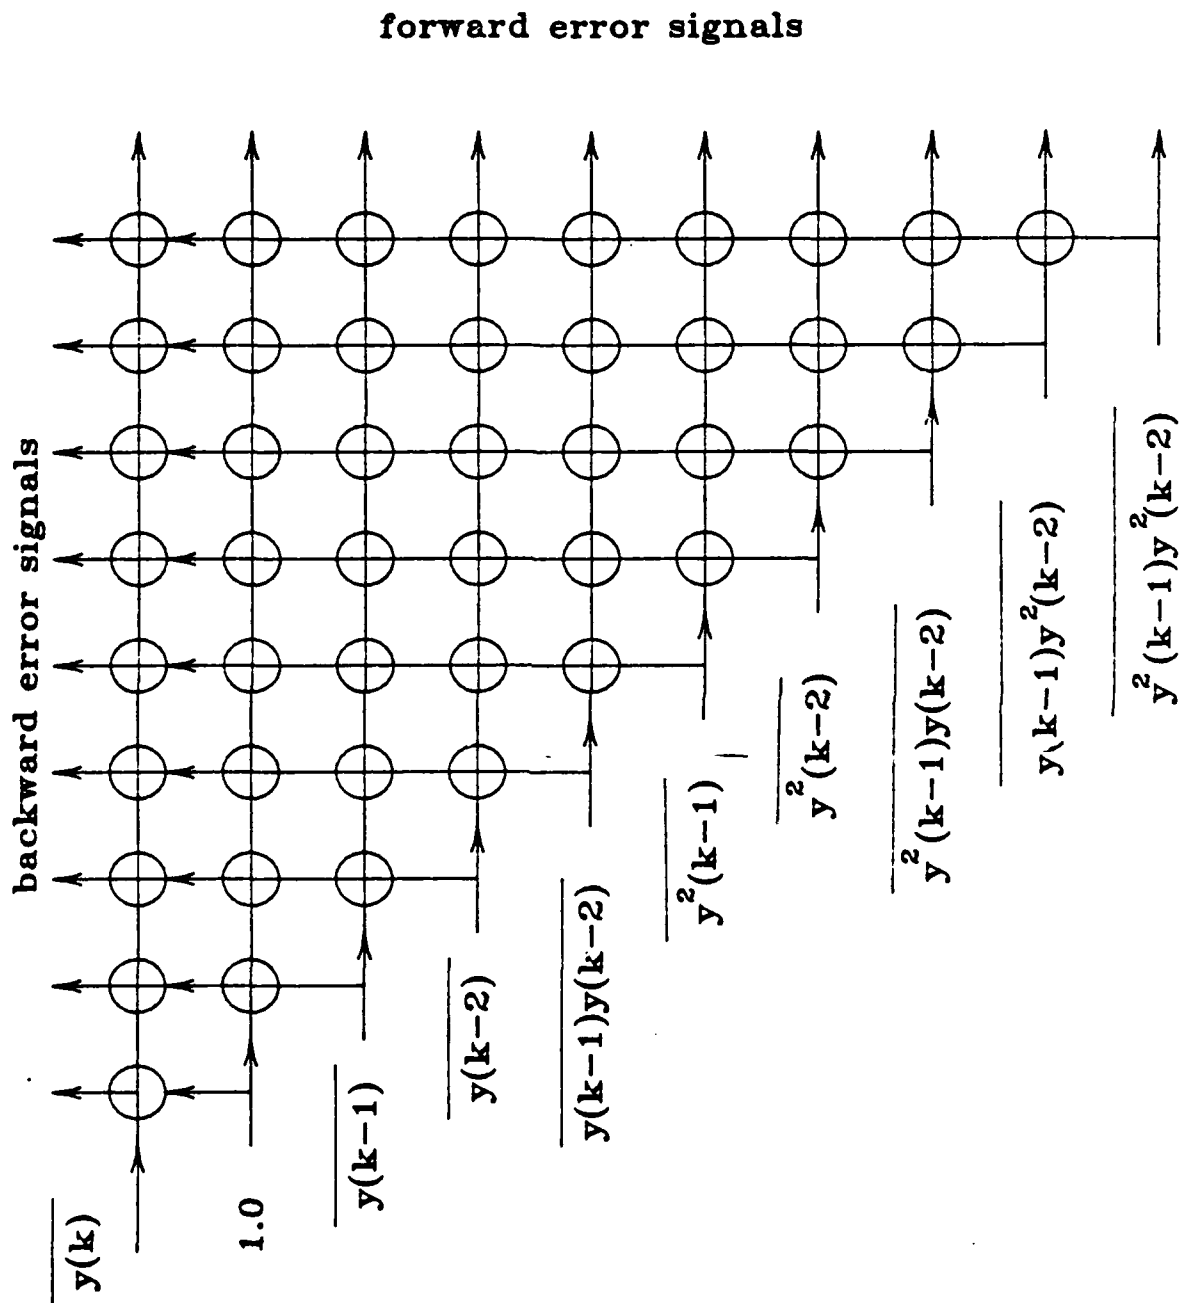 forward error signals
backward error signals
y(k)
1.0
y(k-1)
y(k-2)
y(k-1)y(k-2)
y²(k-1)
y²(k-2)
y²(k-1)y(k-2)
y(k-1)y²(k-2)
y²(k-1)y²(k-2)